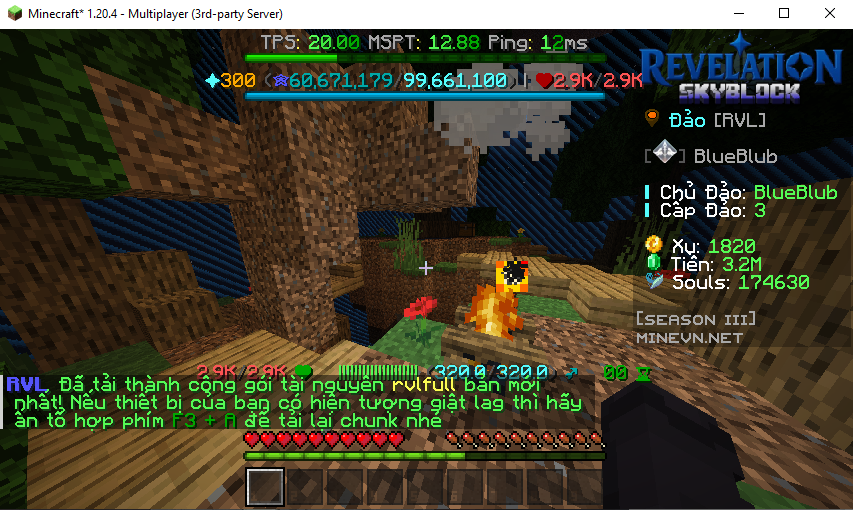 Minecraft* 1.20.4 - Multiplayer (3rd-party Server)
TPS: 20.00 MSPT: 12.88 Ping: 12ms
300 (60,671,179/99,661,100) 2.9K/2.9K
REVELATION
SKYBLOCK
Đảo [RVL]
[] BlueBlub
Chủ Đảo: BlueBlub
Cấp Đảo: 3
Xu: 1820
Tiền: 3.2M
Souls: 174630
[SEASON III]
MINEVN.NET
2.9K/2.9K (320.0/320.0)
RVL, Đã tải thành công gói tài nguyên rvlfull bản mới
nhất! Nếu thiết bị của bạn có hiện tượng giật lag thì hãy
ấn tổ hợp phím F3 + A để tải lại chunk nhé